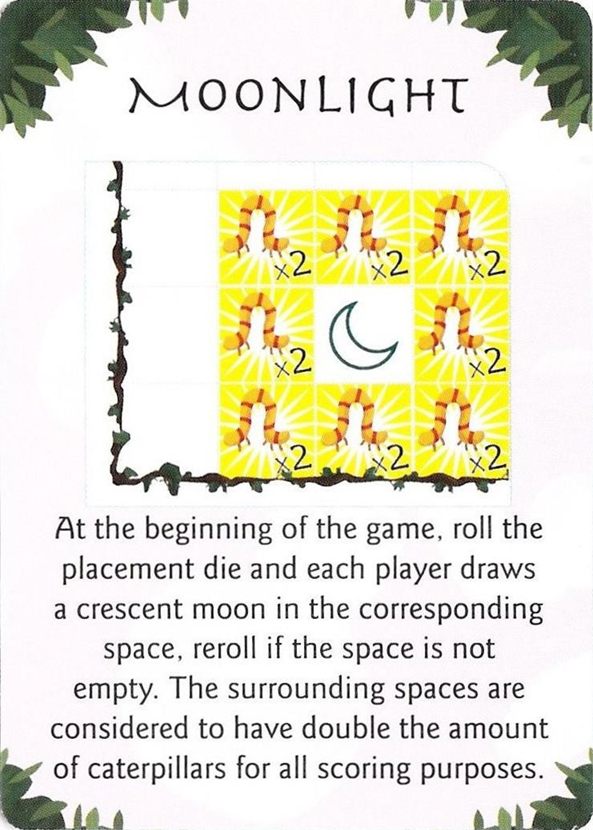 MOONLIGHT
x2 x2 x2
x2 x2
x2 x2 x2
At the beginning of the game, roll the
placement die and each player draws
a crescent moon in the corresponding
space, reroll if the space is not
empty. The surrounding spaces are
considered to have double the amount
of caterpillars for all scoring purposes.